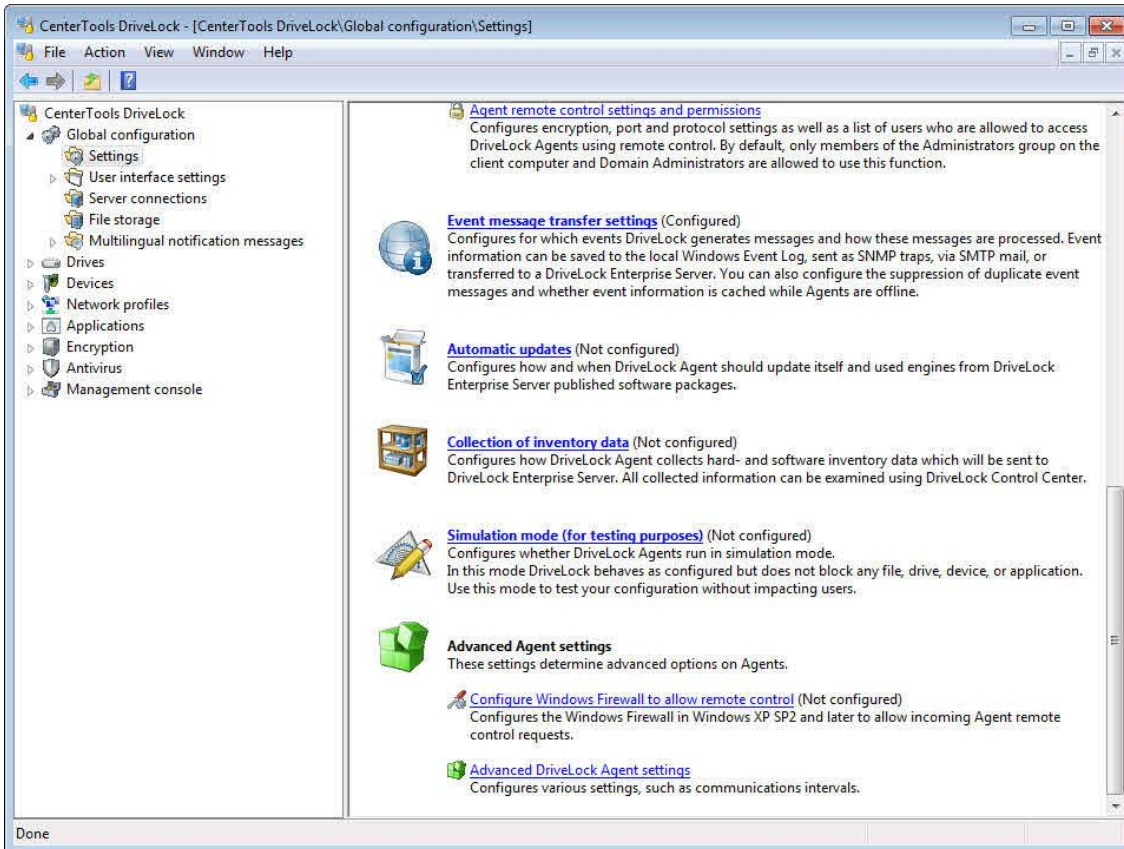 CenterTools DriveLock - [CenterTools DriveLock\Global configuration\Settings]
File Action View Window Help
CenterTools DriveLock
Global configuration
Settings
User interface settings
Server connections
File storage
Multilingual notification messages
Drives
Devices
Network profiles
Applications
Encryption
Antivirus
Management console
Agent remote control settings and permissions
Configures encryption, port and protocol settings as well as a list of users who are allowed to access
DriveLock Agents using remote control. By default, only members of the Administrators group on the
client computer and Domain Administrators are allowed to use this function.
Event message transfer settings (Configured)
Configures for which events DriveLock generates messages and how these messages are processed. Event
information can be saved to the local Windows Event Log, sent as SNMP traps, via SMTP mail, or
transferred to a DriveLock Enterprise Server. You can also configure the suppression of duplicate event
messages and whether event information is cached while Agents are offline.
Automatic updates (Not configured)
Configures how and when DriveLock Agent should update itself and used engines from DriveLock
Enterprise Server published software packages.
Collection of inventory data (Not configured)
Configures how DriveLock Agent collects hard- and software inventory data which will be sent to
DriveLock Enterprise Server. All collected information can be examined using DriveLock Control Center.
Simulation mode (for testing purposes) (Not configured)
Configures whether DriveLock Agents run in simulation mode.
In this mode DriveLock behaves as configured but does not block any file, drive, device, or application.
Use this mode to test your configuration without impacting users.
Advanced Agent settings
These settings determine advanced options on Agents.
Configure Windows Firewall to allow remote control (Not configured)
Configures the Windows Firewall in Windows XP SP2 and later to allow incoming Agent remote
control requests.
Advanced DriveLock Agent settings
Configures various settings, such as communications intervals.
Done